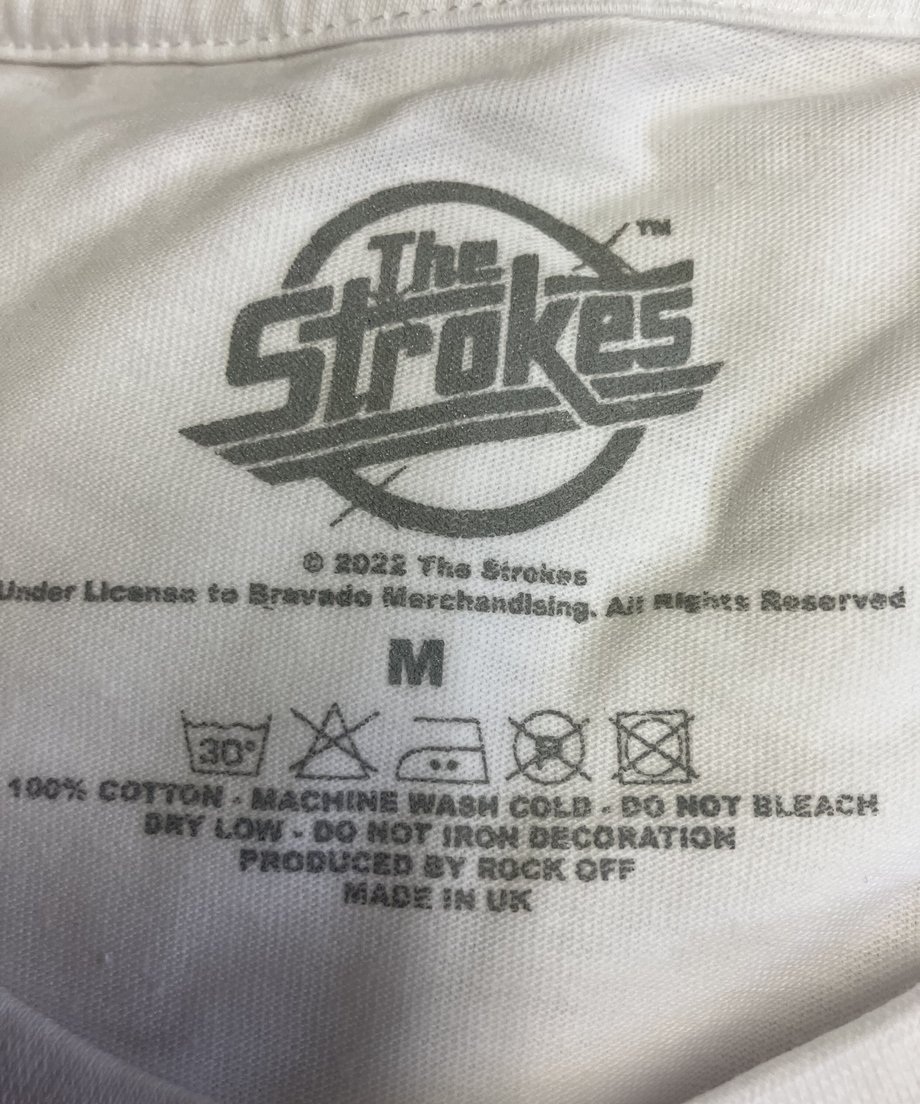 The
Strokes
TM
© 2022 The Strokes
Under License to Bravado Merchandising. All Rights Reserved
M
30°
100% COTTON - MACHINE WASH COLD - DO NOT BLEACH
DRY LOW - DO NOT IRON DECORATION
PRODUCED BY ROCK OFF
MADE IN UK